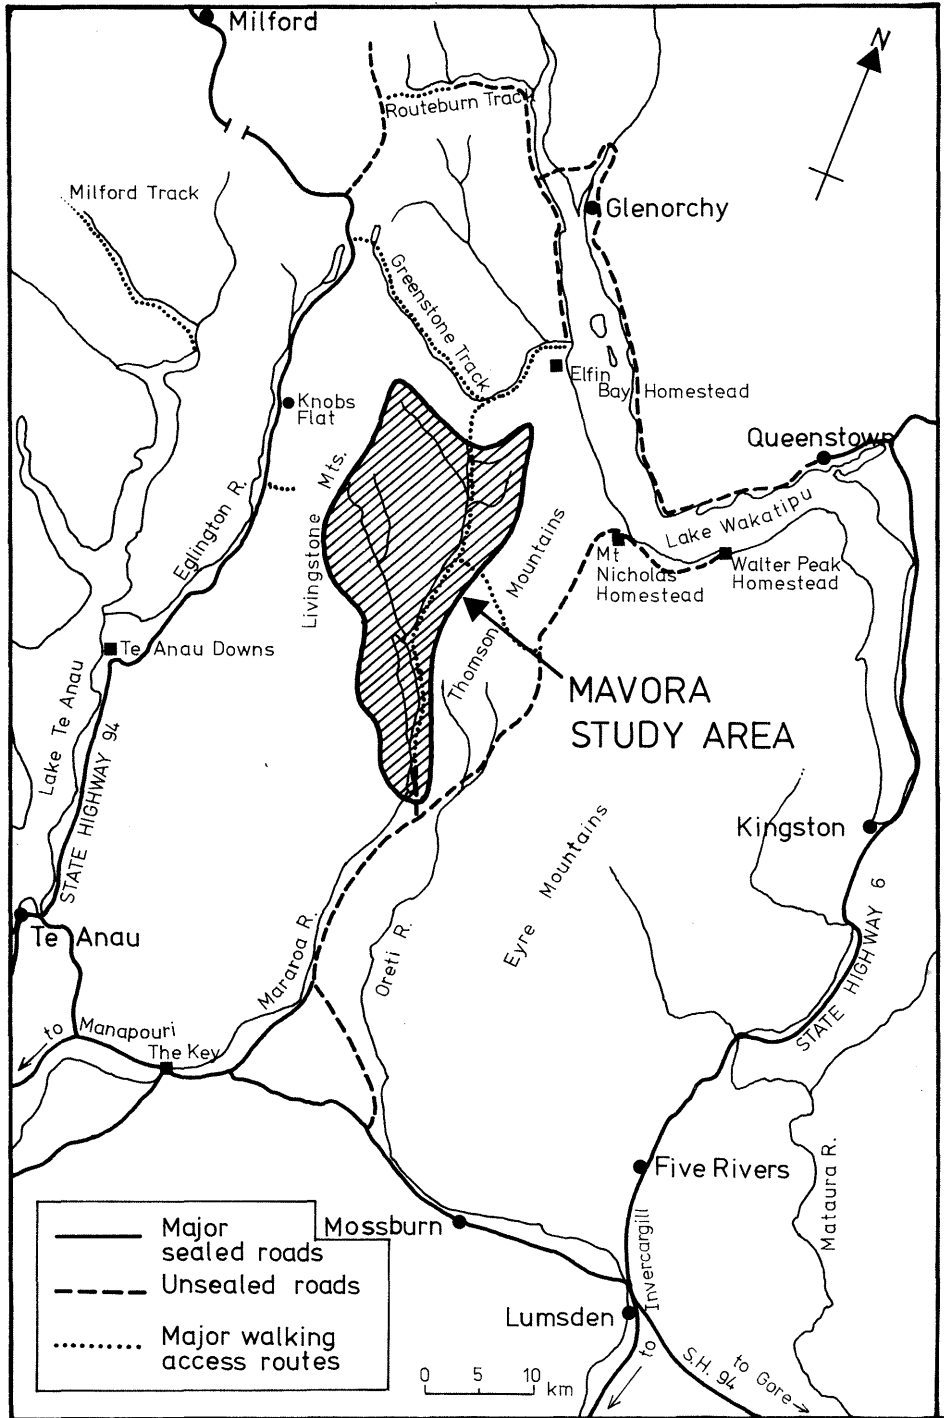 Milford
N
Routeburn Track
Milford Track
Glenorchy
Greenstone Track
Elfin
Bay Homestead
Knobs
Flat
Queenstown
Livingstone Mts.
Eglington R.
Lake Wakatipu
Thomson Mountains
Mt
Nicholas
Homestead
Walter Peak
Homestead
Te Anau Downs
MAVORA
STUDY AREA
Lake Te Anau
STATE HIGHWAY 94
Kingston
Eyre Mountains
STATE HIGHWAY 6
Te Anau
Mararoa R.
Oreti R.
to Manapouri
The Key
Five Rivers
Mataura R.
Mossburn
Invercargill
to
Lumsden
S.H. 94
to Gore
Major
sealed roads
Unsealed roads
Major walking
access routes
0 5 10
km